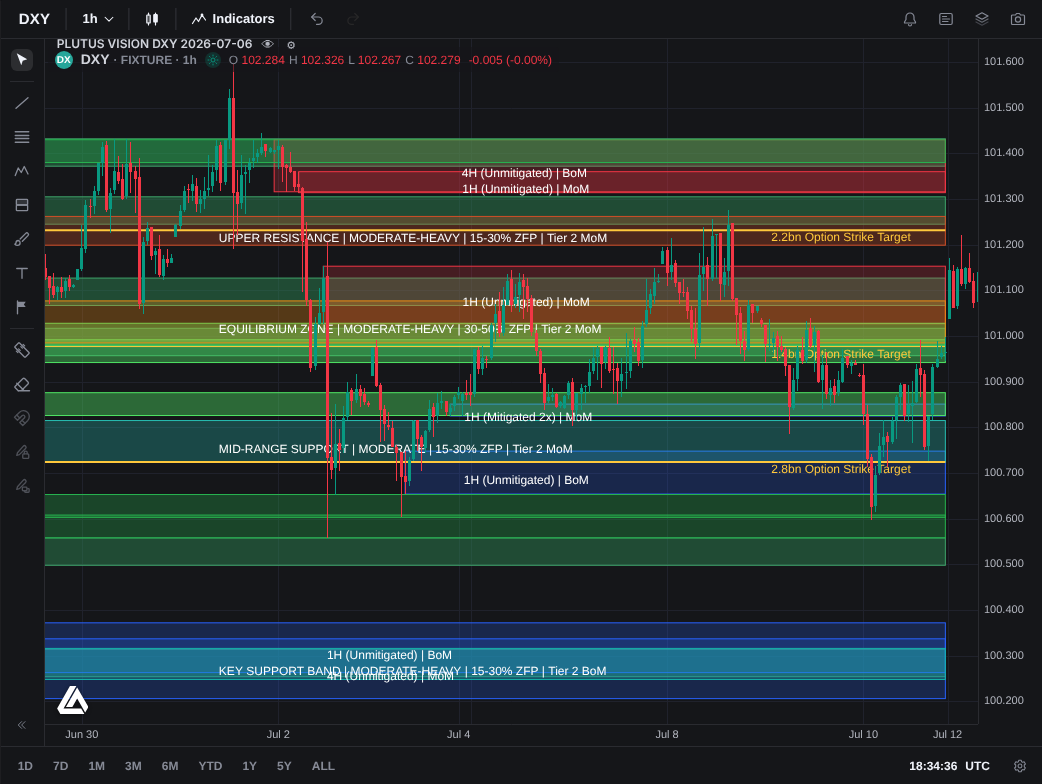 DXY 1h Indicators
PLUTUS VISION DXY 2026-07-06
DX DXY · FIXTURE · 1h O 102.284 H 102.326 L 102.267 C 102.279 -0.005 (-0.00%)
101.600
101.500
101.400
4H (Unmitigated) | BoM
1H (Unmitigated) | MoM
101.300
UPPER RESISTANCE | MODERATE-HEAVY | 15-30% ZFP | Tier 2 MoM
2.2bn Option Strike Target
101.200
101.100
1H (Unmitigated) | MoM
EQUILIBRIUM ZONE | MODERATE-HEAVY | 30-50% ZFP | Tier 2 MoM
101.000
1.4bn Option Strike Target
100.900
1H (Mitigated 2x) | MoM
100.800
MID-RANGE SUPPORT | MODERATE | 15-30% ZFP | Tier 2 MoM
2.8bn Option Strike Target
100.700
1H (Unmitigated) | BoM
100.600
100.500
100.400
1H (Unmitigated) | BoM
100.300
KEY SUPPORT BAND | MODERATE-HEAVY | 15-30% ZFP | Tier 2 BoM
4H (Unmitigated) | MoM
100.200
Jun 30 Jul 2 Jul 4 Jul 8 Jul 10 Jul 12
1D 7D 1M 3M 6M YTD 1Y 5Y ALL 18:34:36 UTC